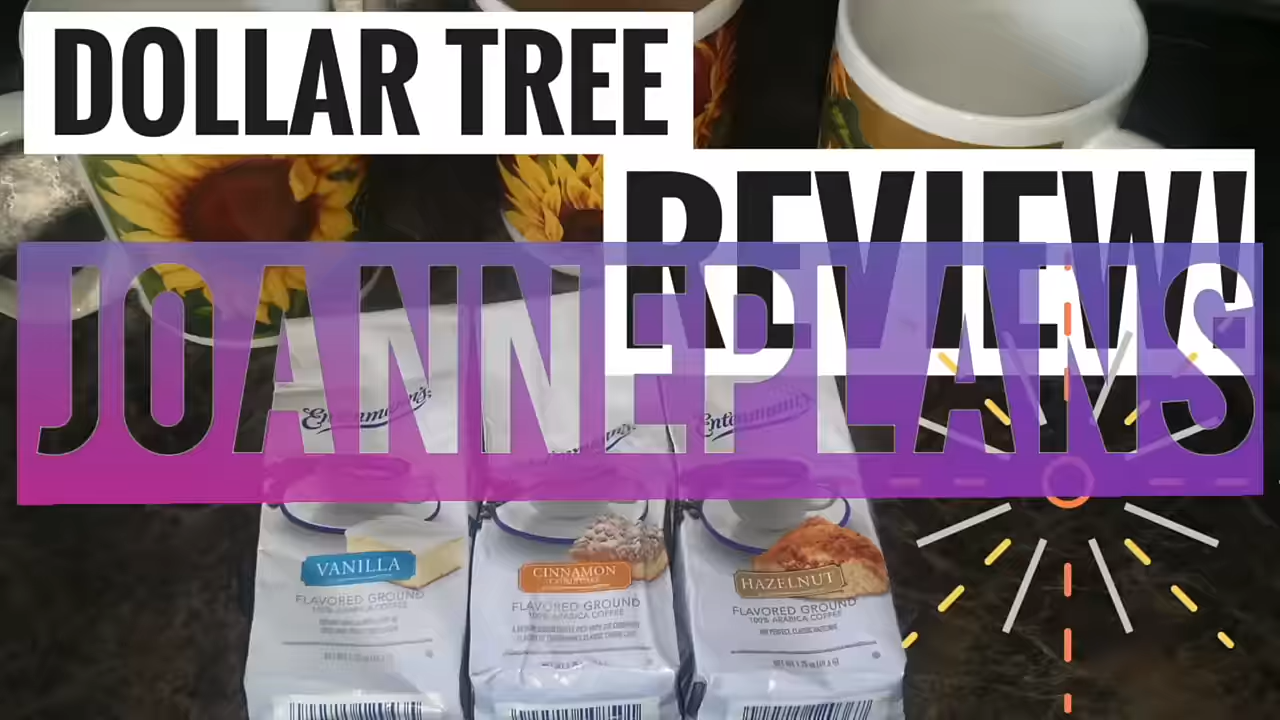 DOLLAR TREE
REVIEW!
JOANNEPLANS
Entenmann's
Entenmann's
VANILLA
CINNAMON
HAZELNUT
FLAVORED GROUND
100% ARABICA COFFEE
FLAVORED GROUND
100% ARABICA COFFEE
FLAVORED GROUND
100% ARABICA COFFEE